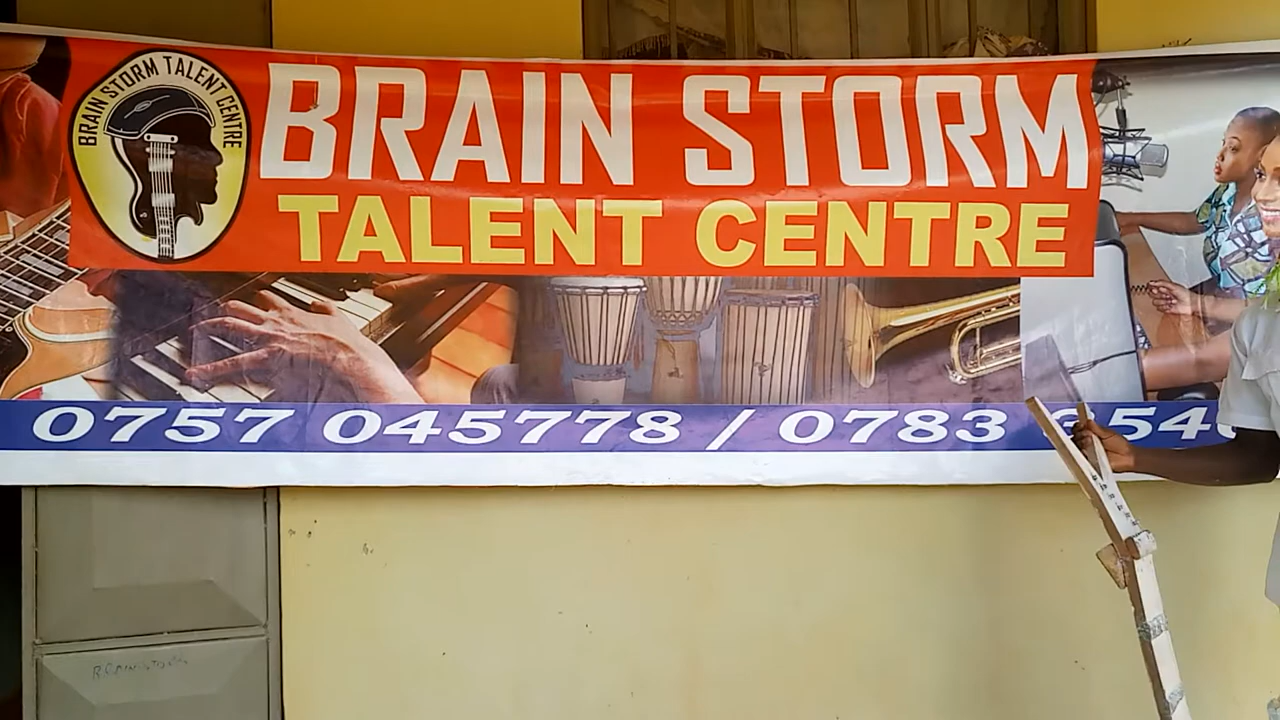 BRAIN STORM TALENT CENTRE
BRAIN STORM
TALENT CENTRE
0757 045778 / 0783